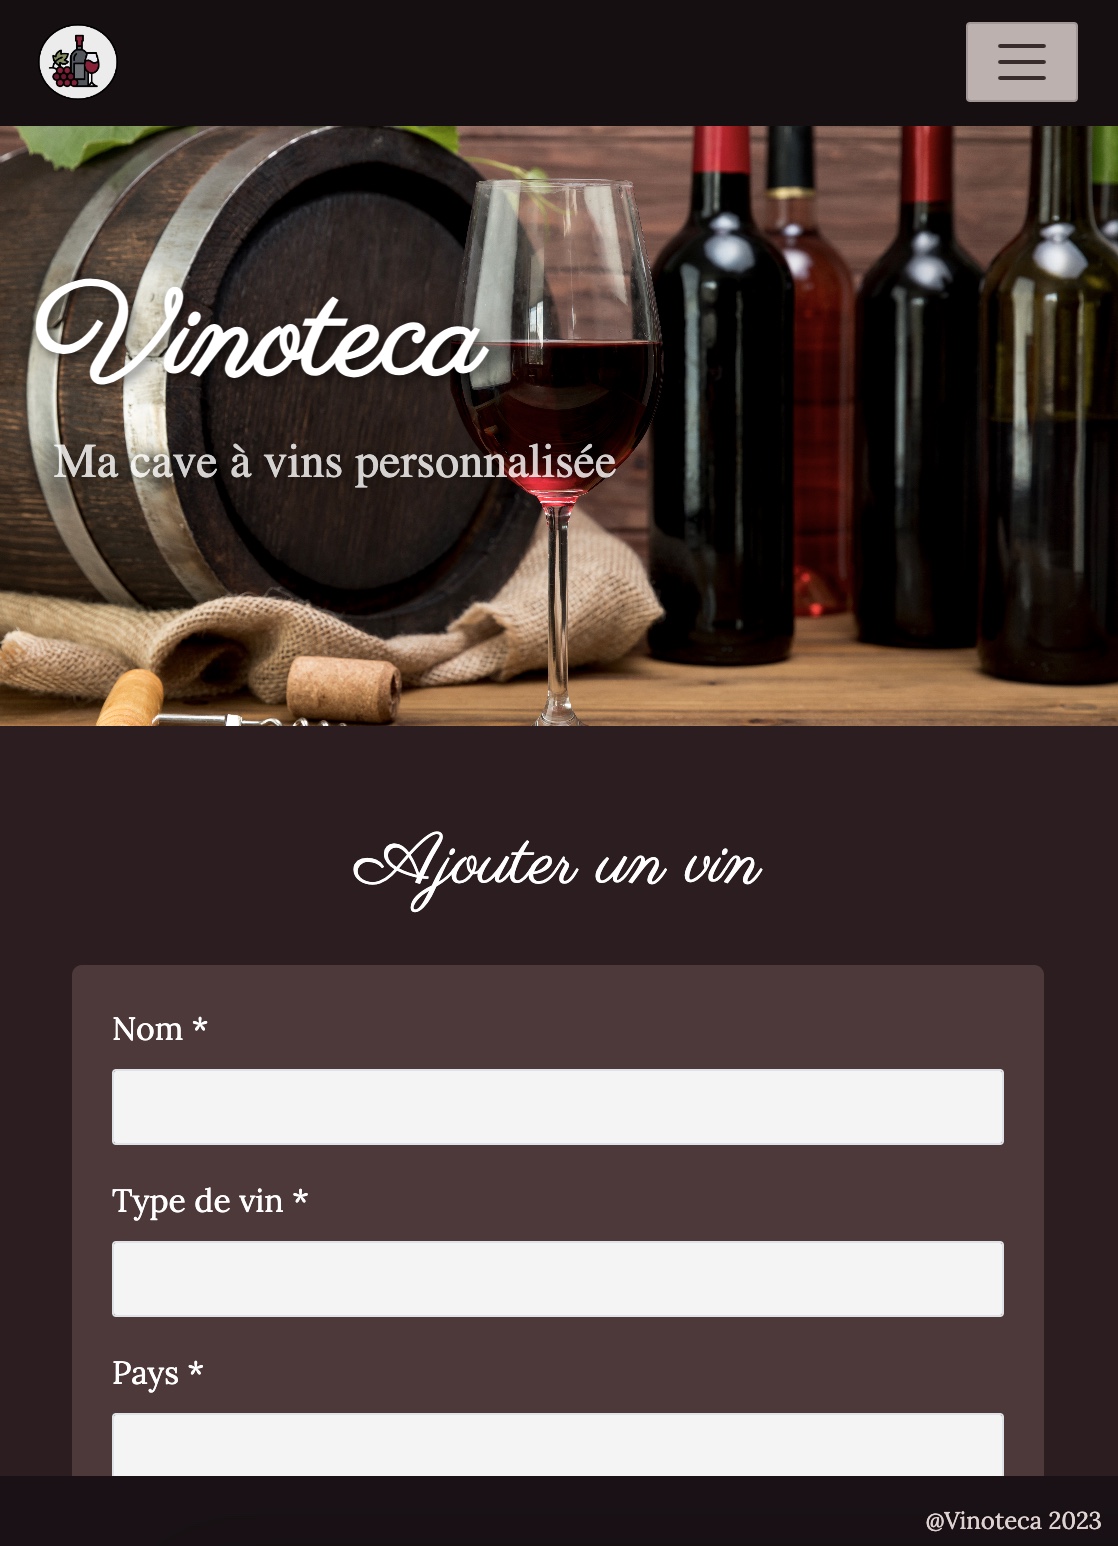 Vinoteca
Ma cave à vins personnalisée
Ajouter un vin
Nom *
Type de vin *
Pays *
@Vinoteca 2023